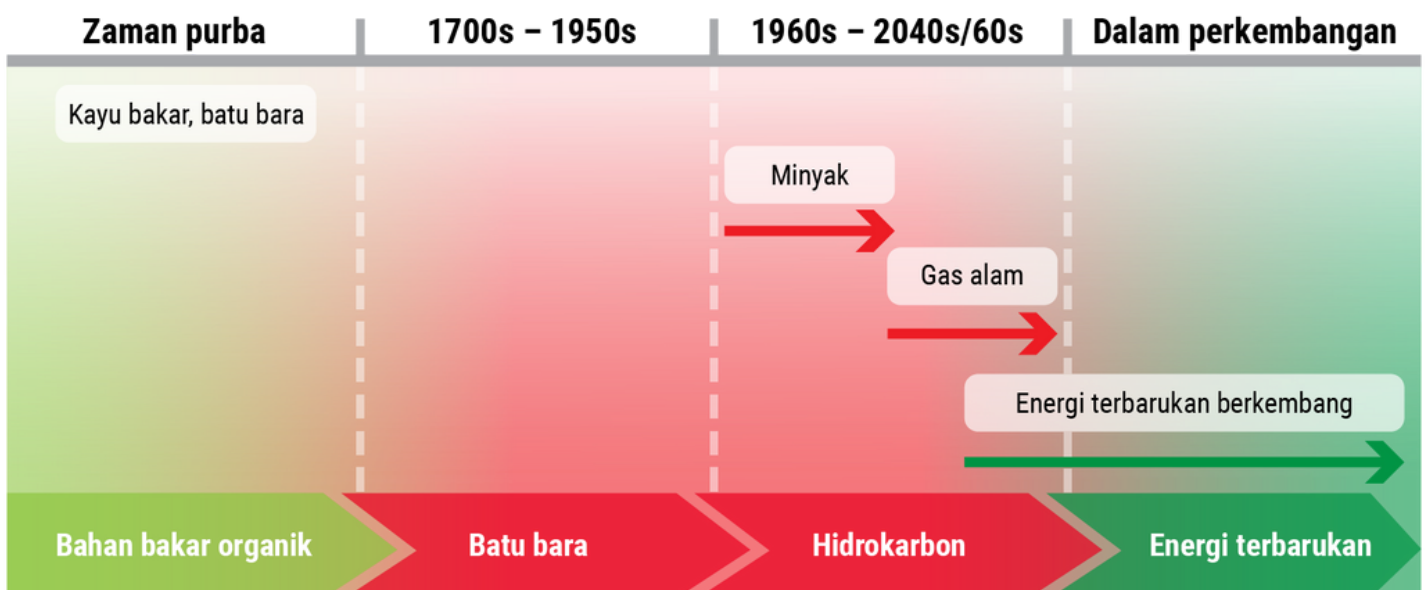 Zaman purba
1700s – 1950s
1960s – 2040s/60s
Dalam perkembangan
Kayu bakar, batu bara
Minyak
Gas alam
Energi terbarukan berkembang
Bahan bakar organik
Batu bara
Hidrokarbon
Energi terbarukan